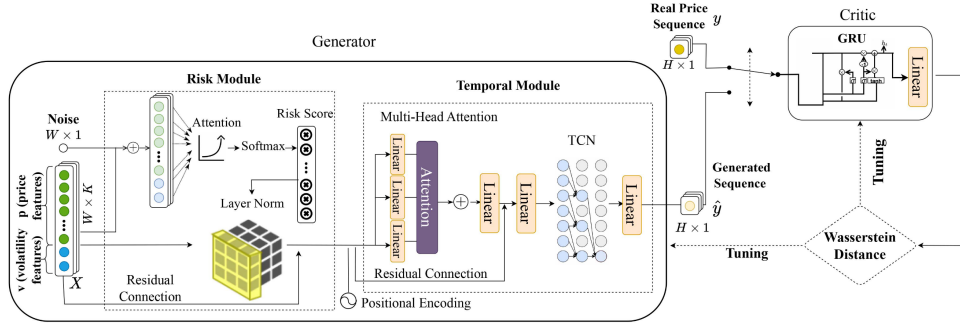 Generator
Real Price
Sequence y
H × 1
Critic
GRU
Linear
Risk Module
Noise
W × 1
Attention
Softmax
Risk Score
Layer Norm
p (price
features)
v (volatility
features)
W × K
X
Residual
Connection
Temporal Module
Multi-Head Attention
Linear
Linear
Linear
Attention
Linear
Linear
TCN
Linear
Residual Connection
Positional Encoding
Generated
Sequence
ŷ
H × 1
Tuning
Tuning
Wasserstein
Distance